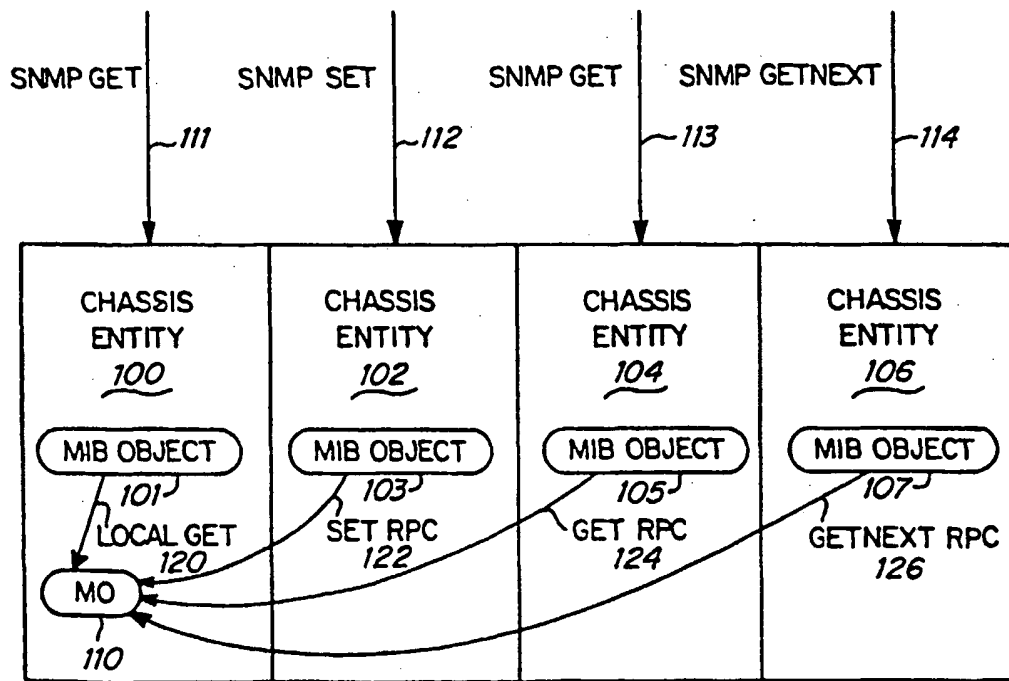 SNMP GET
SNMP SET
SNMP GET
SNMP GETNEXT
111
112
113
114
CHASSIS
ENTITY
100
CHASSIS
ENTITY
102
CHASSIS
ENTITY
104
CHASSIS
ENTITY
106
MIB OBJECT
101
MIB OBJECT
103
MIB OBJECT
105
MIB OBJECT
107
LOCAL GET
120
SET RPC
122
GET RPC
124
GETNEXT RPC
126
MO
110